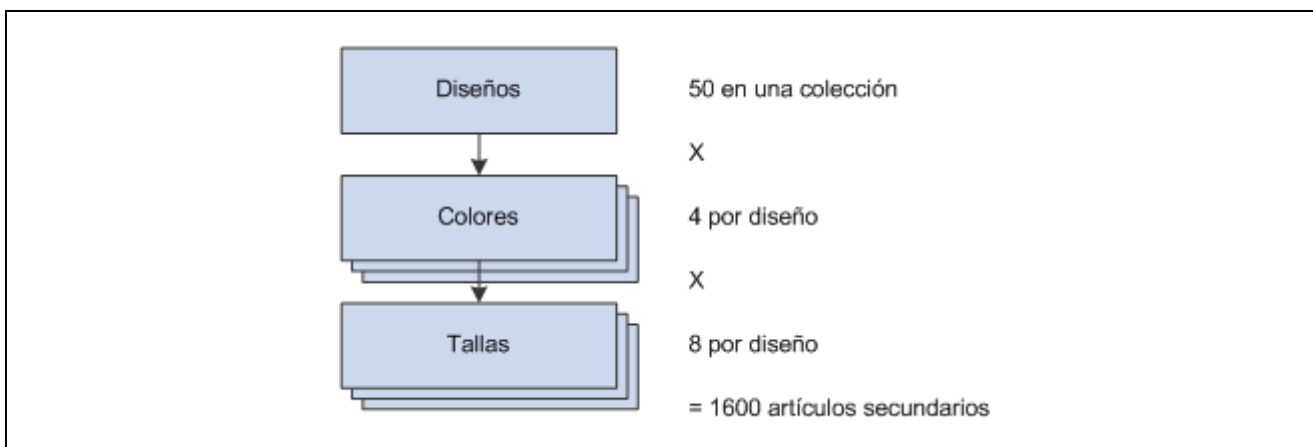 Diseños
50 en una colección
X
Colores
4 por diseño
X
Tallas
8 por diseño
= 1600 artículos secundarios